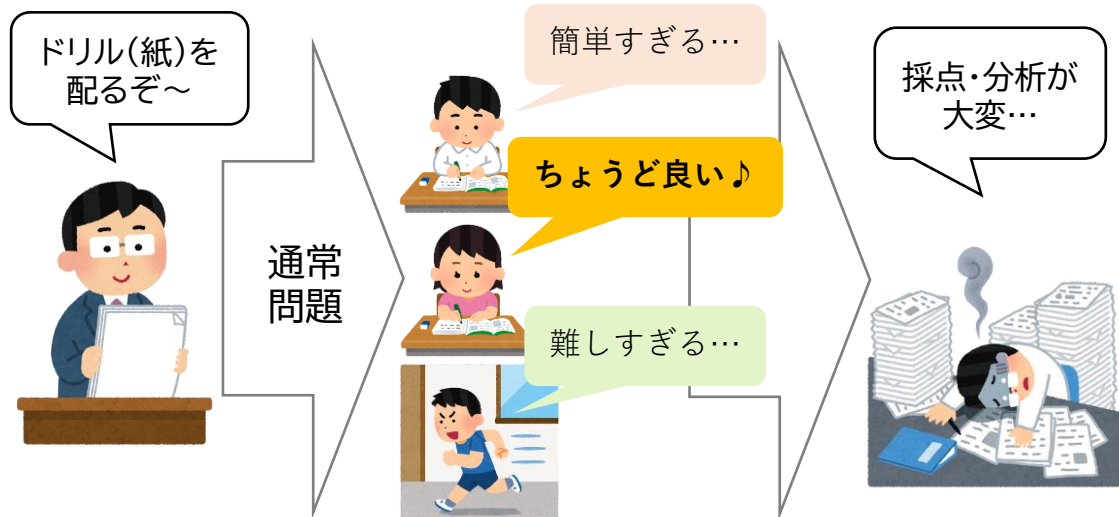 ドリル(紙)を
配るぞ～
通常
問題
簡単すぎる…
ちょうど良い♪
難しすぎる…
採点・分析が
大変…